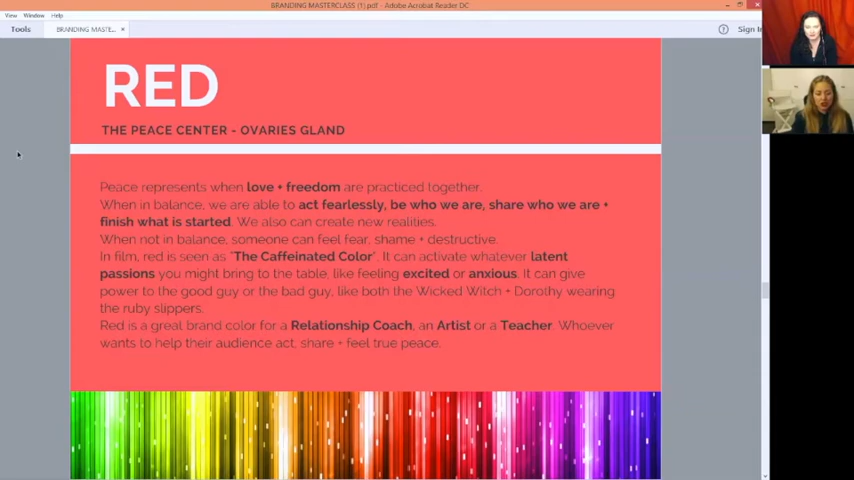 BRANDING MASTERCLASS (1).pdf - Adobe Acrobat Reader DC
View Window Help
Tools
BRANDING MASTE...
Sign In
RED
THE PEACE CENTER - OVARIES GLAND
Peace represents when love + freedom are practiced together.
When in balance, we are able to act fearlessly, be who we are, share who we are +
finish what is started. We also can create new realities.
When not in balance, someone can feel fear, shame + destructive.
In film, red is seen as "The Caffeinated Color". It can activate whatever latent
passions you might bring to the table, like feeling excited or anxious. It can give
power to the good guy or the bad guy, like both the Wicked Witch + Dorothy wearing
the ruby slippers.
Red is a great brand color for a Relationship Coach, an Artist or a Teacher. Whoever
wants to help their audience act, share + feel true peace.